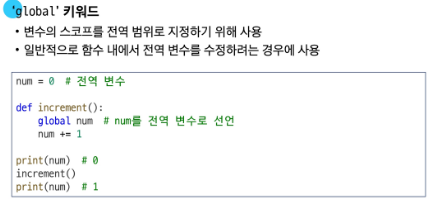 'global' 키워드
• 변수의 스코프를 전역 범위로 지정하기 위해 사용
• 일반적으로 함수 내에서 전역 변수를 수정하려는 경우에 사용
num = 0  # 전역 변수
def increment():
    global num  # num를 전역 변수로 선언
    num += 1
print(num)  # 0
increment()
print(num)  # 1